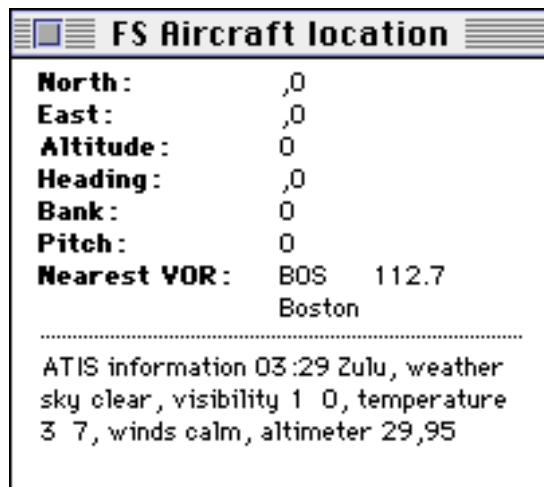 FS Aircraft location
North: ,0
East: ,0
Altitude: 0
Heading: ,0
Bank: 0
Pitch: 0
Nearest VOR: BOS 112.7
Boston
ATIS information 03:29 Zulu, weather
sky clear, visibility 1 0, temperature
3 7, winds calm, altimeter 29,95